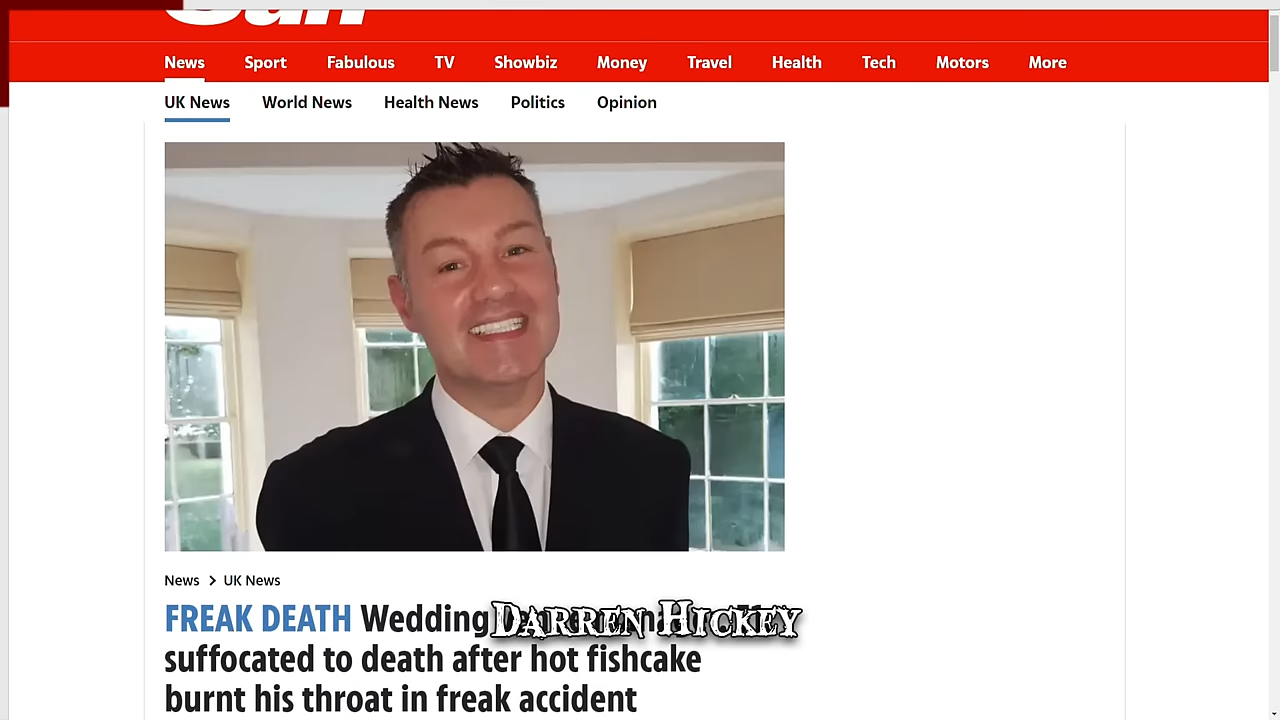 Sun
News Sport Fabulous TV Showbiz Money Travel Health Tech Motors More
UK News World News Health News Politics Opinion
News > UK News
FREAK DEATH Wedding
Darren Hickey
suffocated to death after hot fishcake
burnt his throat in freak accident